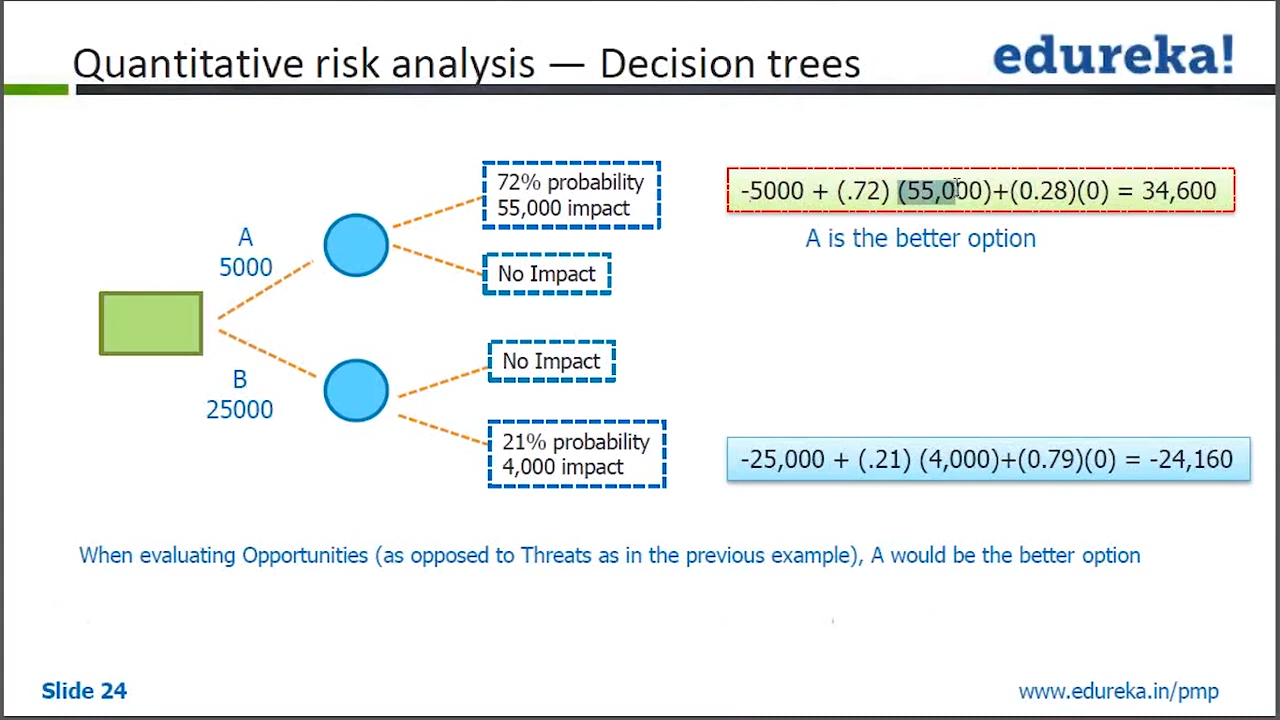 Quantitative risk analysis — Decision trees
edureka!
A
5000
72% probability
55,000 impact
No Impact
-5000 + (.72) (55,000)+(0.28)(0) = 34,600
A is the better option
B
25000
No Impact
21% probability
4,000 impact
-25,000 + (.21) (4,000)+(0.79)(0) = -24,160
When evaluating Opportunities (as opposed to Threats as in the previous example), A would be the better option
Slide 24
www.edureka.in/pmp